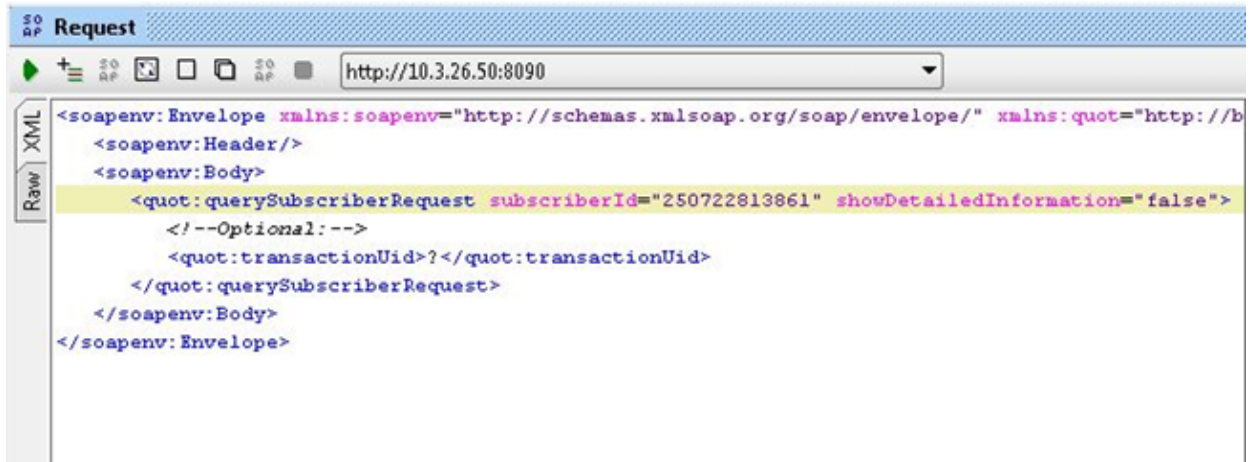 SOAP Request
http://10.3.26.50:8090
XML
Raw
<soapenv:Envelope xmlns:soapenv="http://schemas.xmlsoap.org/soap/envelope/" xmlns:quot="http://b
<soapenv:Header/>
<soapenv:Body>
<quot:querySubscriberRequest subscriberId="250722813861" showDetailedInformation="false">
<!--Optional:-->
<quot:transactionUid>?</quot:transactionUid>
</quot:querySubscriberRequest>
</soapenv:Body>
</soapenv:Envelope>